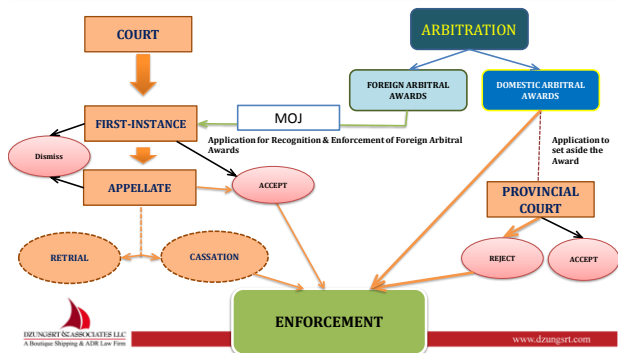 COURT
ARBITRATION
FOREIGN ARBITRAL
AWARDS
DOMESTIC ARBITRAL
AWARDS
FIRST-INSTANCE
MOJ
Application for Recognition & Enforcement of Foreign Arbitral
Awards
Application to
set aside the
Award
Dismiss
APPELLATE
ACCEPT
PROVINCIAL
COURT
RETRIAL
CASSATION
REJECT
ACCEPT
ENFORCEMENT
DZUNGSRT & ASSOCIATES LLC
A Boutique Shipping & ADR Law Firm
www.dzungsrt.com